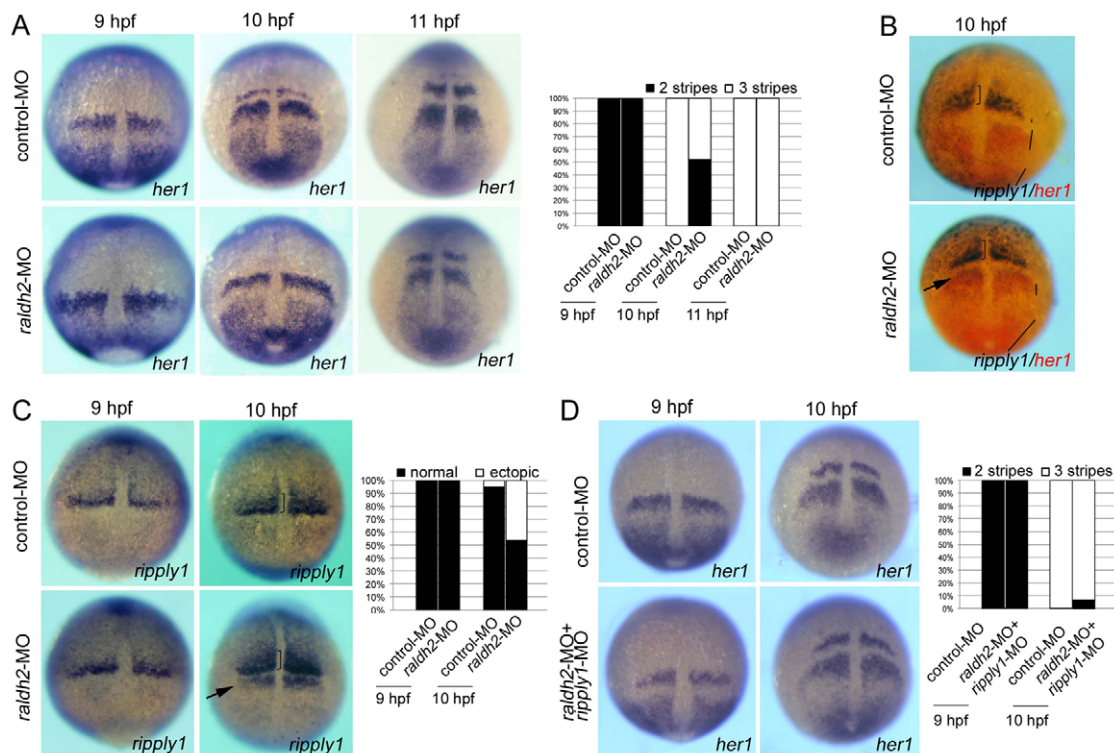 A
9 hpf
10 hpf
11 hpf
control-MO
her1
her1
her1
raldh2-MO
her1
her1
her1
2 stripes
3 stripes
100%
90%
80%
70%
60%
50%
40%
30%
20%
10%
0%
control-MO
raldh2-MO
control-MO
raldh2-MO
control-MO
raldh2-MO
9 hpf
10 hpf
11 hpf
B
10 hpf
control-MO
ripply1/her1
raldh2-MO
ripply1/her1
C
9 hpf
10 hpf
control-MO
ripply1
ripply1
raldh2-MO
ripply1
ripply1
normal
ectopic
100%
90%
80%
70%
60%
50%
40%
30%
20%
10%
0%
control-MO
raldh2-MO
control-MO
raldh2-MO
9 hpf
10 hpf
D
9 hpf
10 hpf
control-MO
her1
her1
raldh2-MO+
ripply1-MO
her1
her1
2 stripes
3 stripes
100%
90%
80%
70%
60%
50%
40%
30%
20%
10%
0%
control-MO
raldh2-MO+
ripply1-MO
control-MO
raldh2-MO+
ripply1-MO
9 hpf
10 hpf